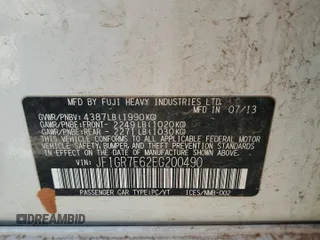 MFD BY FUJI HEAVY INDUSTRIES LTD. 07/13
GVWR/PNBV: 4387LB(1990KG)
GAWR/PNBE:FRONT- 2249LB(1020KG)
GAWR/PNBE:REAR - 2271LB(1030KG)
THIS VEHICLE CONFORMS TO ALL APPLICABLE
FEDERAL MOTOR VEHICLE SAFETY, BUMPER, AND
THEFT PREVENTION STANDARDS IN EFFECT ON THE
DATE OF MANUFACTURE SHOWN ABOVE.
VIN: JF1GR7E62EG200490
PASSENGER CAR TYPE(PC/VT ICES/NMB-002
COPARTAMBID